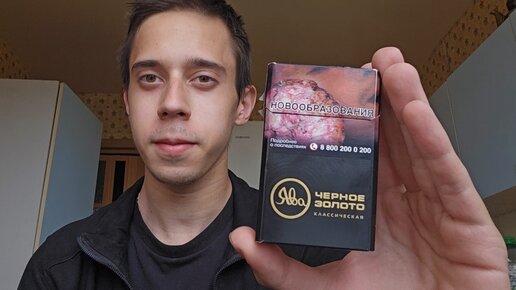 НОВООБРАЗОВАНИЯ
Подробнее
о последствиях
8 800 200 0 200
Ява
ЧЕРНОЕ
ЗОЛОТО
КЛАССИЧЕСКАЯ